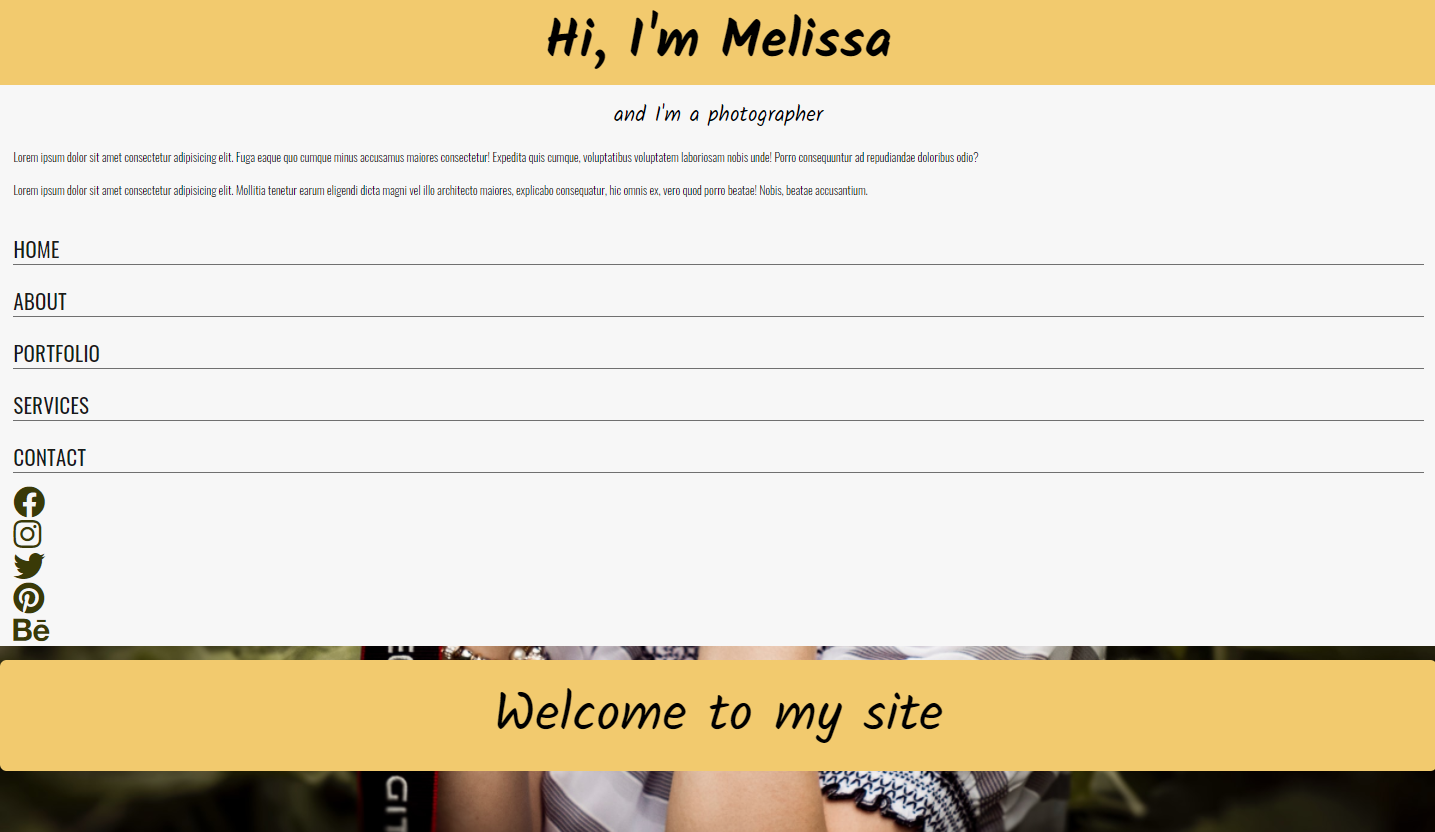 Hi, I'm Melissa
and I'm a photographer
Lorem ipsum dolor sit amet consectetur adipisicing elit. Fuga eaque quo cumque minus accusamus maiores consectetur! Expedita quis cumque, voluptatibus voluptatem laboriosam nobis unde! Porro consequuntur ad repudiandae doloribus odio?
Lorem ipsum dolor sit amet consectetur adipisicing elit. Mollitia tenetur earum eligendi dicta magni vel illo architecto maiores, explicabo consequatur, hic omnis ex, vero quod porro beatae! Nobis, beatae accusantium.
HOME
ABOUT
PORTFOLIO
SERVICES
CONTACT
Bē
Welcome to my site